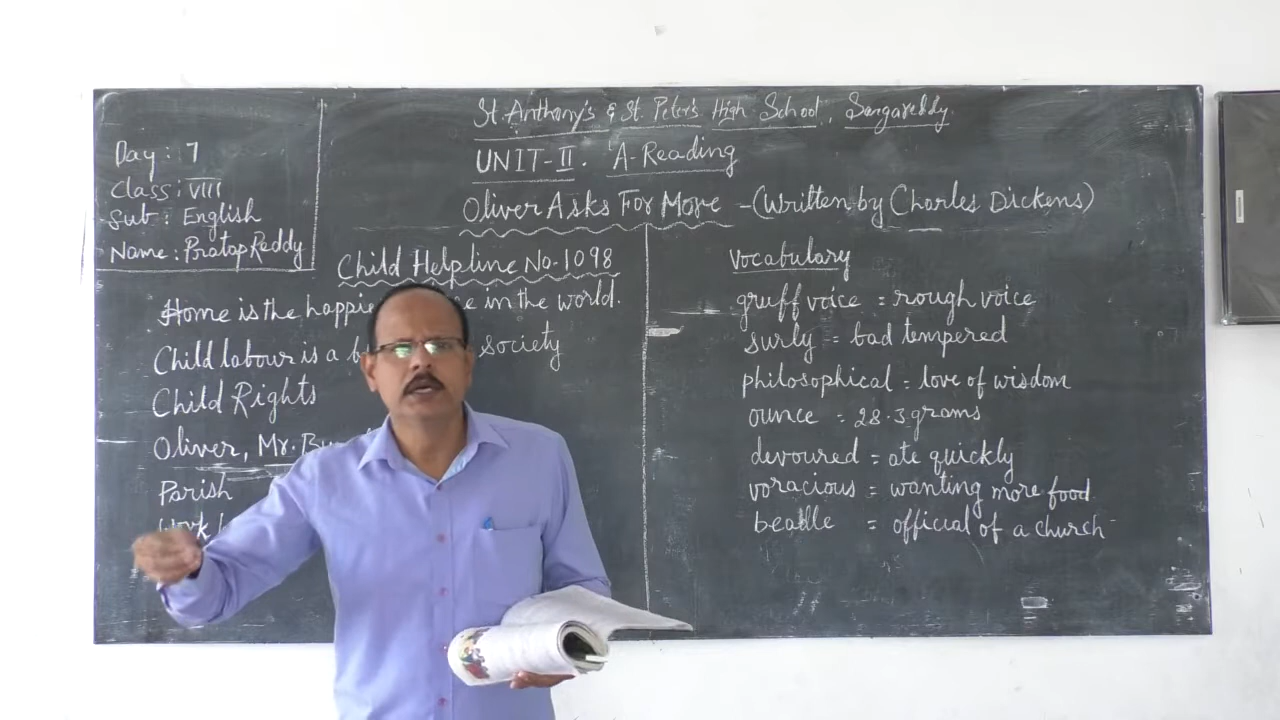 St. Anthony's & St. Peter's High School, Sangareddy
UNIT-II. A-Reading
Oliver Asks For More -(Written by Charles Dickens)
Day: 7
Class: VIII
Sub: English
Name: Pratap Reddy
Child Helpline No. 1098
Home is the in the world.
Child labour is a society
Child Rights
Oliver, Mr.
Parish
Vocabulary
gruff voice = rough voice
surly = bad tempered
philosophical = love of wisdom
ounce = 28.3 grams
devoured = ate quickly
voracious = wanting more food
beadle = official of a church